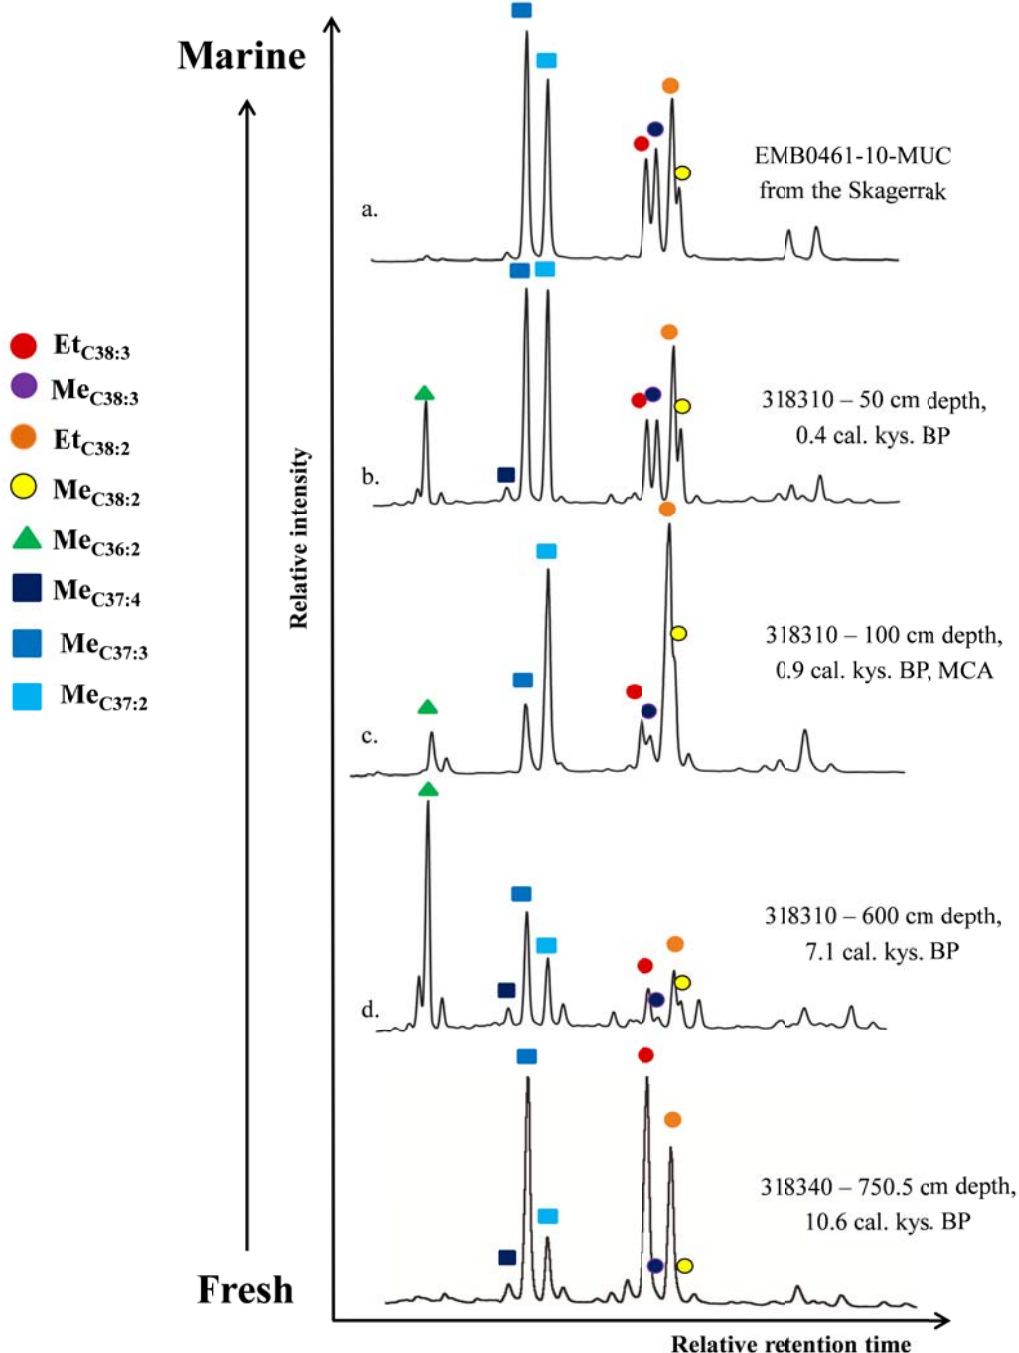 Marine
EMB0461-10-MUC
from the Skagerrak
a.
Et C38:3
Me C38:3
Et C38:2
Me C38:2
Me C36:2
Me C37:4
Me C37:3
Me C37:2
Relative intensity
318310 – 50 cm depth,
0.4 cal. kys. BP
b.
318310 – 100 cm depth,
0.9 cal. kys. BP, MCA
c.
318310 – 600 cm depth,
7.1 cal. kys. BP
d.
318340 – 750.5 cm depth,
10.6 cal. kys. BP
Fresh
Relative retention time